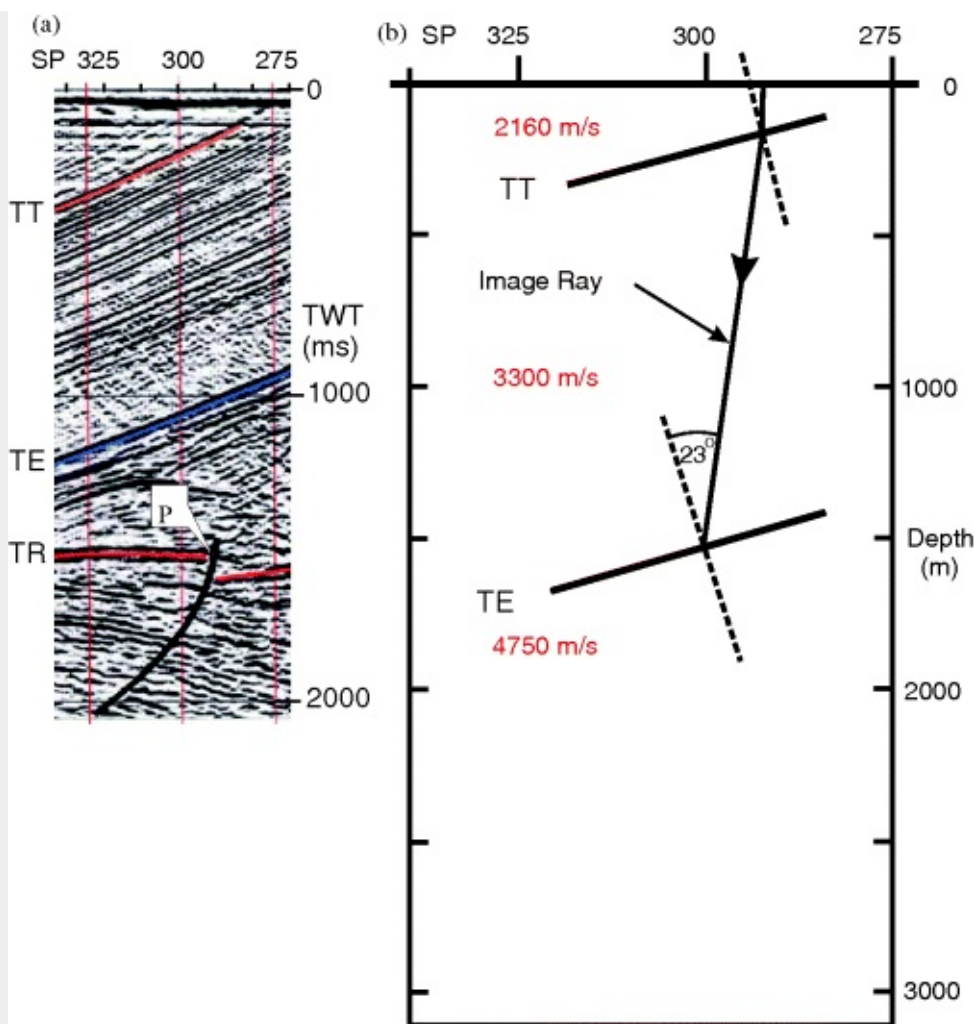 (a)
SP 325 300 275
0
TT
TWT
(ms)
1000
TE
P
TR
2000
(b) SP 325 300 275
0
2160 m/s
TT
Image Ray
3300 m/s
1000
23°
Depth
(m)
TE
4750 m/s
2000
3000